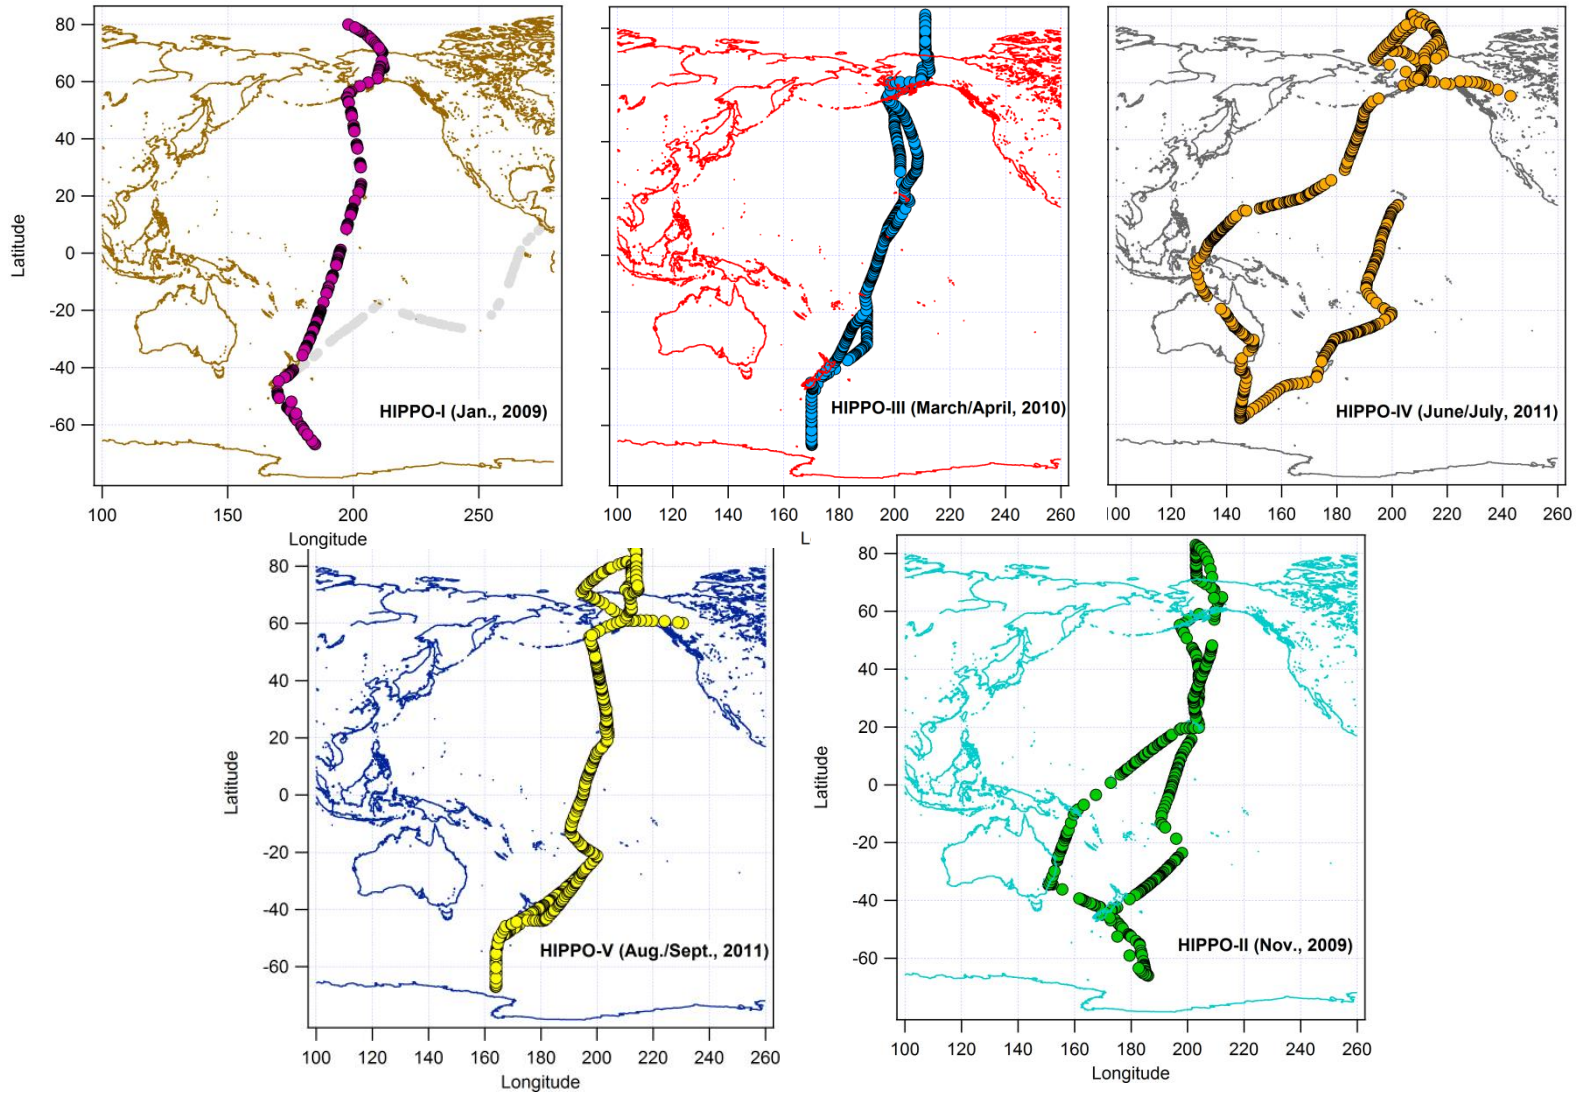 80
60
40
20
0
-20
-40
-60
Latitude
HIPPO-I (Jan., 2009)
100 150 200 250
Longitude
HIPPO-III (March/April, 2010)
100 120 140 160 180 200 220 240 260
L
HIPPO-IV (June/July, 2011)
100 120 140 160 180 200 220 240 260
80
60
40
20
0
-20
-40
-60
Latitude
HIPPO-V (Aug./Sept., 2011)
100 120 140 160 180 200 220 240 260
Longitude
80
60
40
20
0
-20
-40
-60
Latitude
HIPPO-II (Nov., 2009)
100 120 140 160 180 200 220 240 260
Longitude